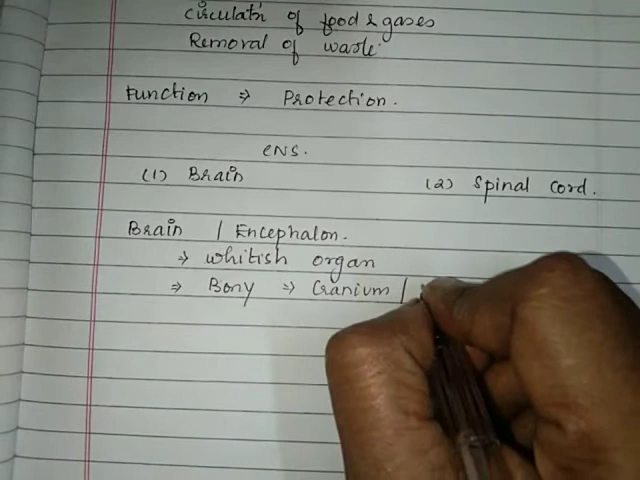 Circulatn of food & gases
Removal of waste
Function ⇒ Protection.
CNS.
(1) Brain (2) Spinal cord.
Brain / Encephalon.
→ whitish organ
⇒ Bony ⇒ Cranium /